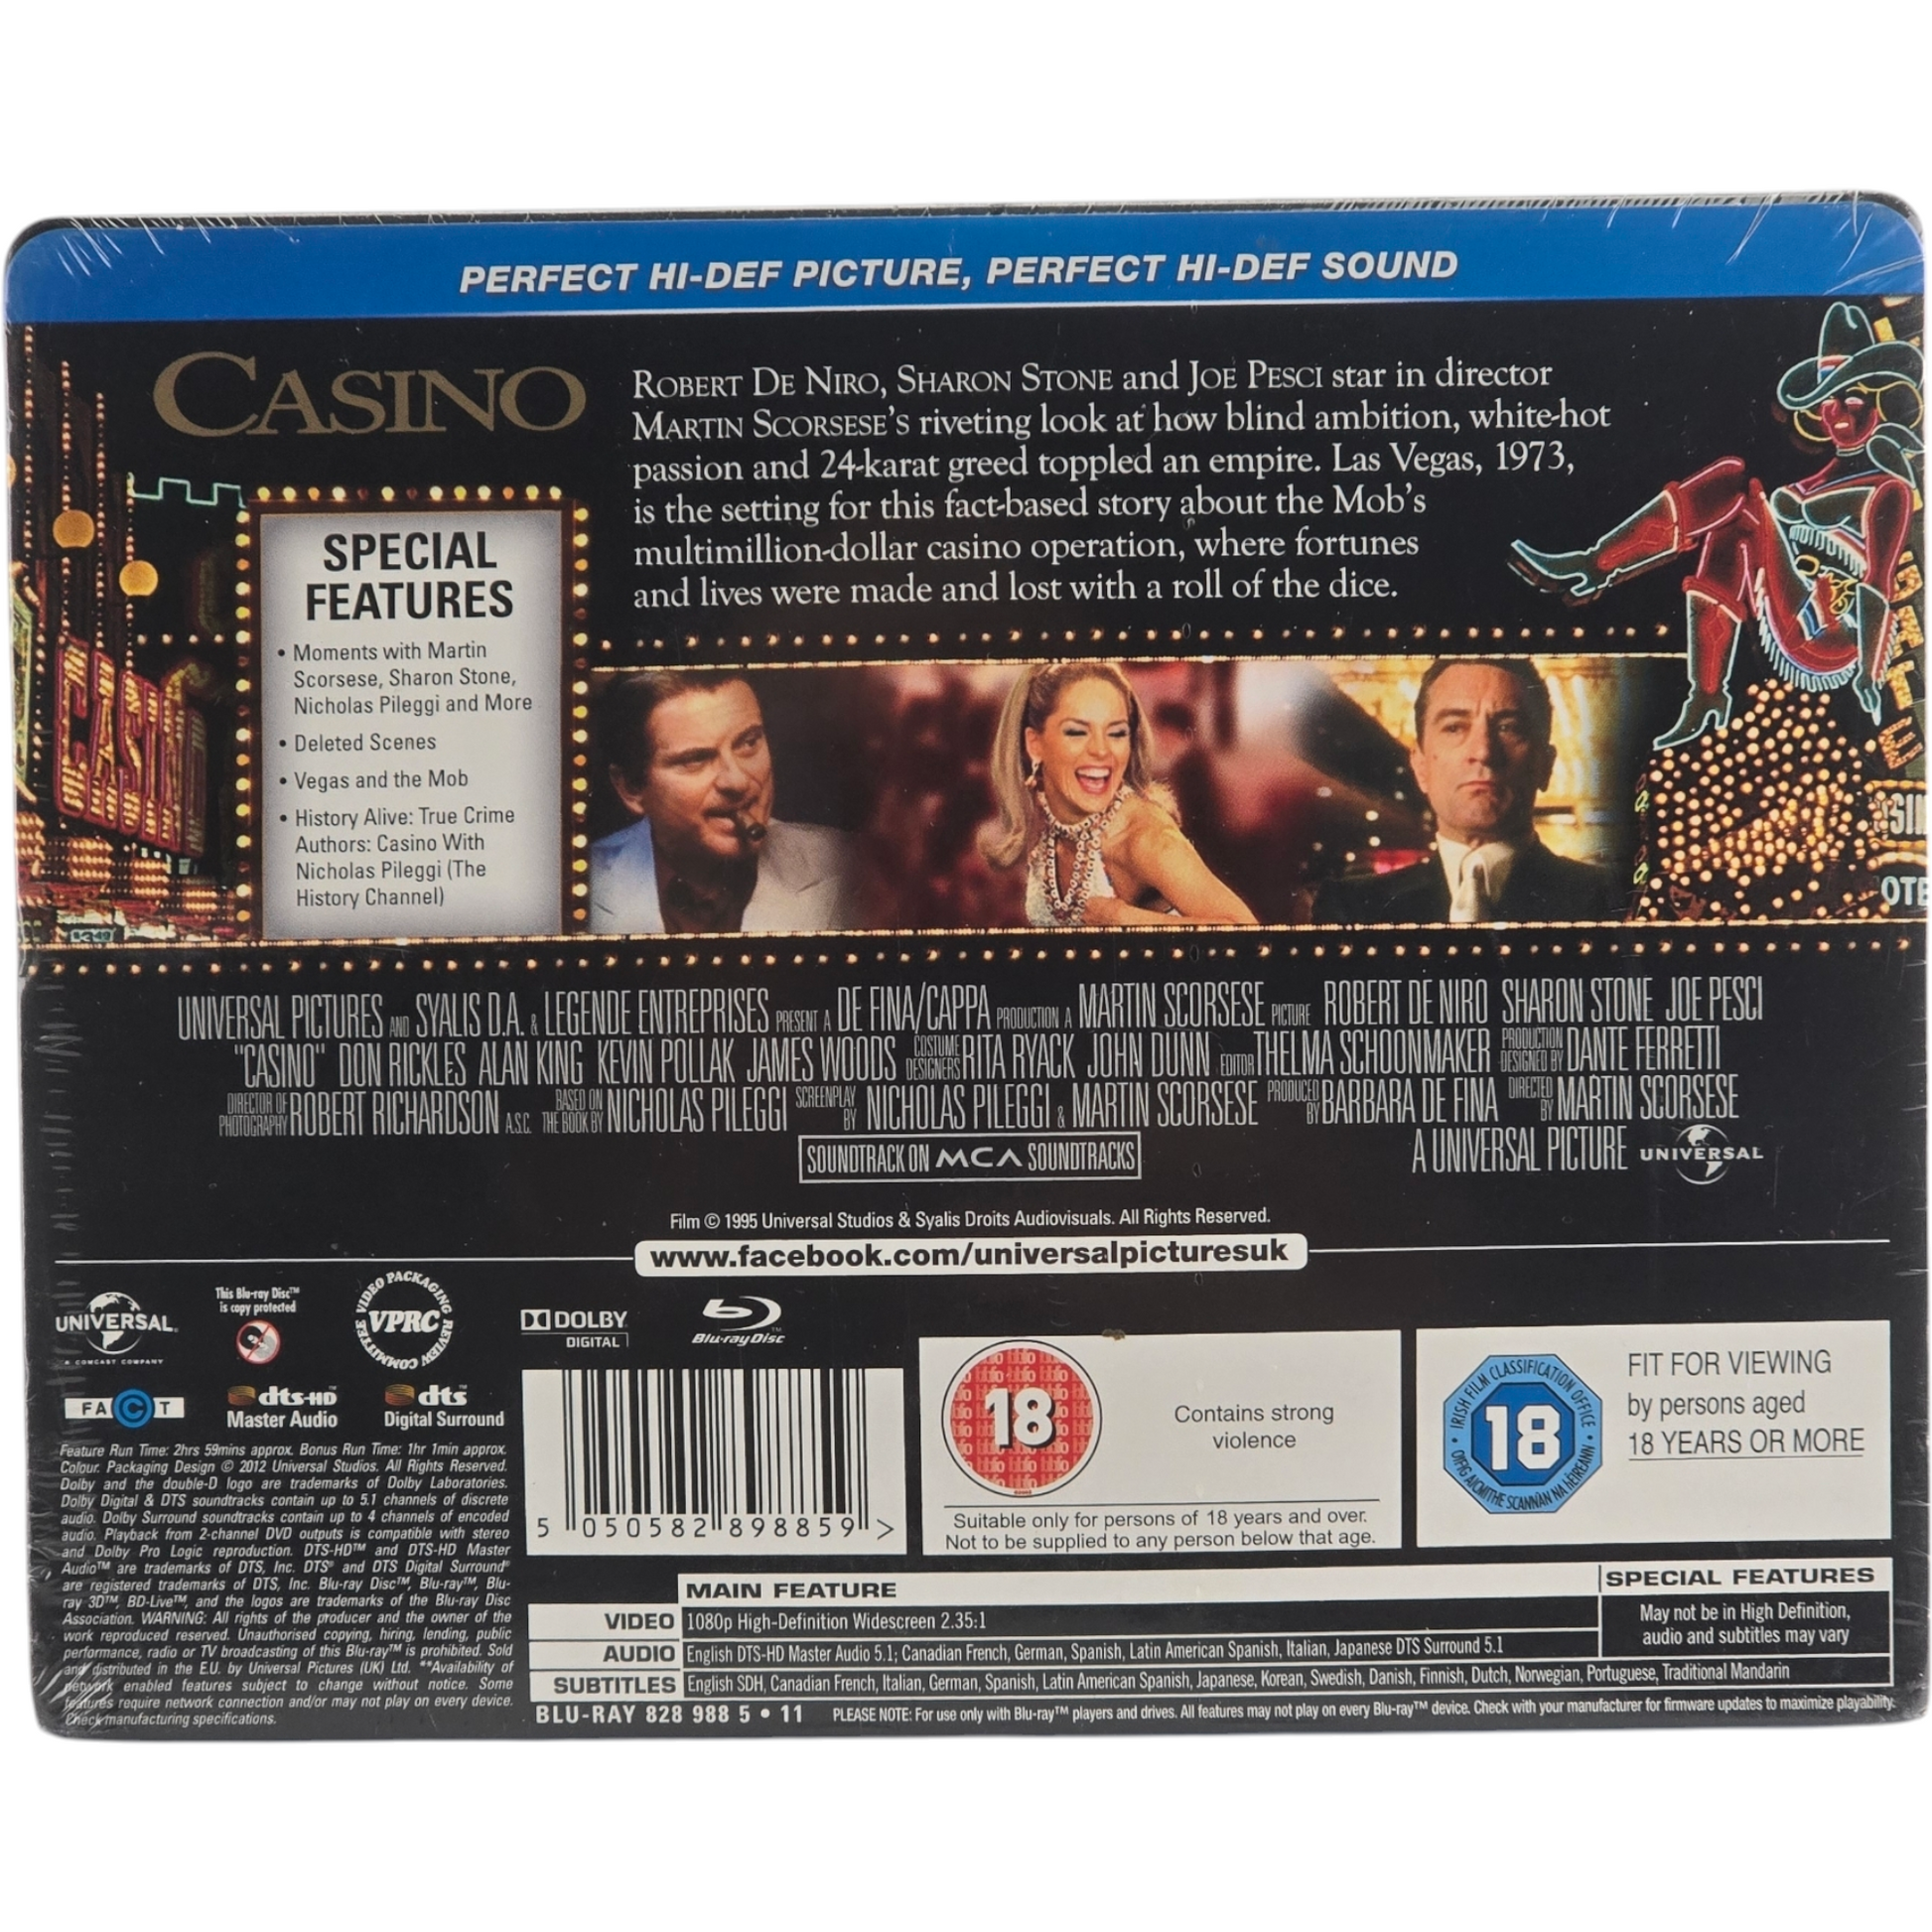 PERFECT HI-DEF PICTURE, PERFECT HI-DEF SOUND
CASINO
ROBERT DE NIRO, SHARON STONE and JOE PESCI star in director
MARTIN SCORSESE'S riveting look at how blind ambition, white-hot
passion and 24-karat greed toppled an empire. Las Vegas, 1973,
is the setting for this fact-based story about the Mob's
multimillion-dollar casino operation, where fortunes
and lives were made and lost with a roll of the dice.
SPECIAL
FEATURES
• Moments with Martin
Scorsese, Sharon Stone,
Nicholas Pileggi and More
• Deleted Scenes
• Vegas and the Mob
• History Alive: True Crime
Authors: Casino With
Nicholas Pileggi (The
History Channel)
CASINO
OTE
UNIVERSAL PICTURES AND SYALIS D.A. & LEGENDE ENTREPRISES PRESENT A DE FINA/CAPPA PRODUCTION A MARTIN SCORSESE PICTURE ROBERT DE NIRO SHARON STONE JOE PESCI
"CASINO" DON RICKLES ALAN KING KEVIN POLLAK JAMES WOODS COSTUME DESIGNERS RITA RYACK JOHN DUNN EDITOR THELMA SCHOONMAKER PRODUCTION DESIGNED BY DANTE FERRETTI
DIRECTOR OF PHOTOGRAPHY ROBERT RICHARDSON A.S.C. BASED ON THE BOOK BY NICHOLAS PILEGGI SCREENPLAY BY NICHOLAS PILEGGI & MARTIN SCORSESE PRODUCED BY BARBARA DE FINA DIRECTED BY MARTIN SCORSESE
SOUNDTRACK ON MCA SOUNDTRACKS
A UNIVERSAL PICTURE UNIVERSAL
Film © 1995 Universal Studios & Syalis Droits Audiovisuals. All Rights Reserved.
www.facebook.com/universalpicturesuk
UNIVERSAL
A COMCAST COMPANY
This Blu-ray Disc™
is copy protected
VIDEO PACKAGING REVIEW COMMITTEE
VPRC
DOLBY
DIGITAL
Blu-ray Disc™
FACT
dts-HD™
Master Audio
dts™
Digital Surround
Feature Run Time: 2hrs 59mins approx. Bonus Run Time: 1hr 1min approx.
Colour. Packaging Design © 2012 Universal Studios. All Rights Reserved.
Dolby and the double-D logo are trademarks of Dolby Laboratories.
Dolby Digital & DTS soundtracks contain up to 5.1 channels of discrete
audio. Dolby Surround soundtracks contain up to 4 channels of encoded
audio. Playback from 2-channel DVD outputs is compatible with stereo
and Dolby Pro Logic reproduction. DTS-HD™ and DTS-HD Master
Audio™ are trademarks of DTS, Inc. DTS® and DTS Digital Surround®
are registered trademarks of DTS, Inc. Blu-ray Disc™, Blu-ray™, Blu-
ray 3D™, BD-Live™, and the logos are trademarks of the Blu-ray Disc
Association. WARNING: All rights of the producer and the owner of the
work reproduced reserved. Unauthorised copying, hiring, lending, public
performance, radio or TV broadcasting of this Blu-ray™ is prohibited. Sold
and distributed in the E.U. by Universal Pictures (UK) Ltd. **Availability of
network enabled features subject to change without notice. Some
features require network connection and/or may not play on every device.
Check manufacturing specifications.
5 050582 898859 >
18
Contains strong
violence
Suitable only for persons of 18 years and over.
Not to be supplied to any person below that age.
IRISH FILM CLASSIFICATION OFFICE
18
OIFIG AICMITHE SCANNÁN NA HÉIREANN
FIT FOR VIEWING
by persons aged
18 YEARS OR MORE
MAIN FEATURE
SPECIAL FEATURES
VIDEO 1080p High-Definition Widescreen 2.35:1
AUDIO English DTS-HD Master Audio 5.1; Canadian French, German, Spanish, Latin American Spanish, Italian, Japanese DTS Surround 5.1
May not be in High Definition,
audio and subtitles may vary
SUBTITLES English SDH, Canadian French, Italian, German, Spanish, Latin American Spanish, Japanese, Korean, Swedish, Danish, Finnish, Dutch, Norwegian, Portuguese, Traditional Mandarin
BLU-RAY 828 988 5 • 11 PLEASE NOTE: For use only with Blu-ray™ players and drives. All features may not play on every Blu-ray™ device. Check with your manufacturer for firmware updates to maximize playability.